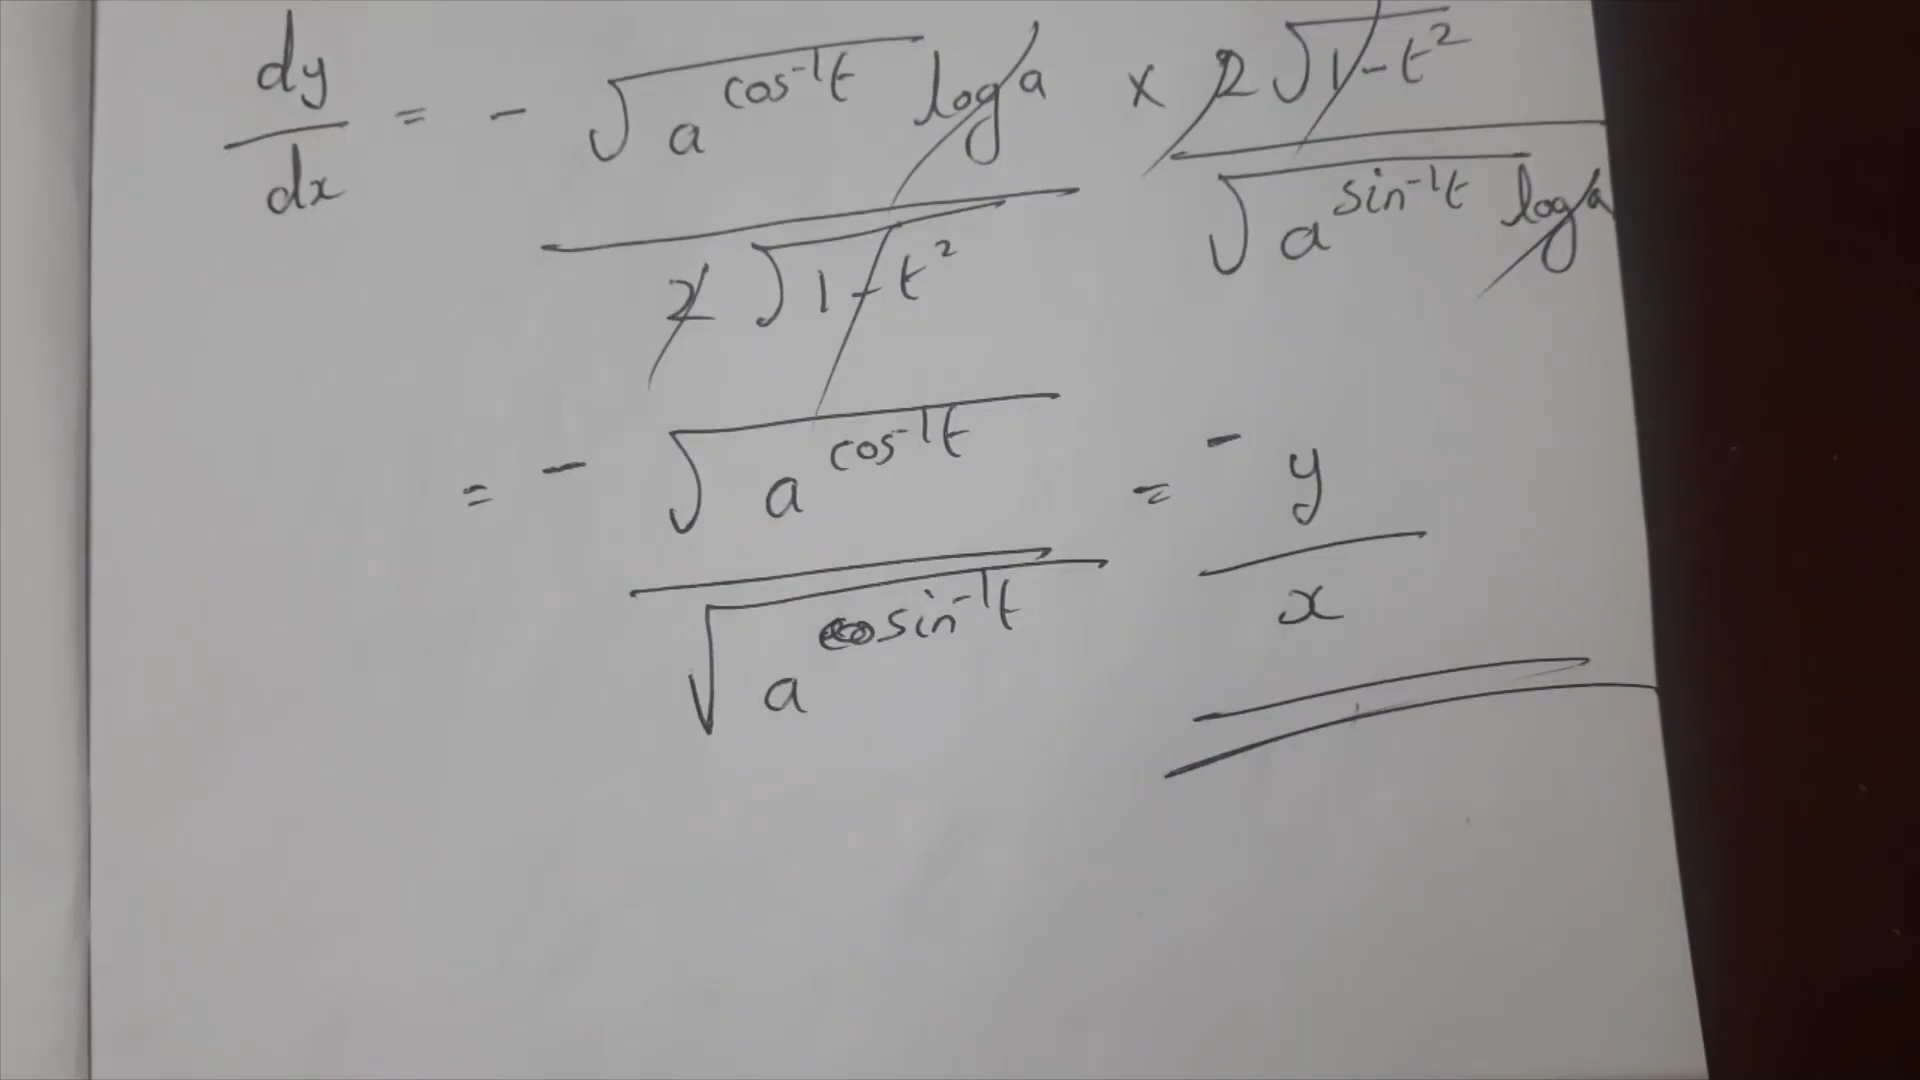 dy/dx = - √(a^(cos⁻¹t)) log a / 2√(1-t²) × 2√(1-t²) / √(a^(sin⁻¹t)) log a
= - √(a^(cos⁻¹t)) / √(a^(sin⁻¹t)) = - y/x